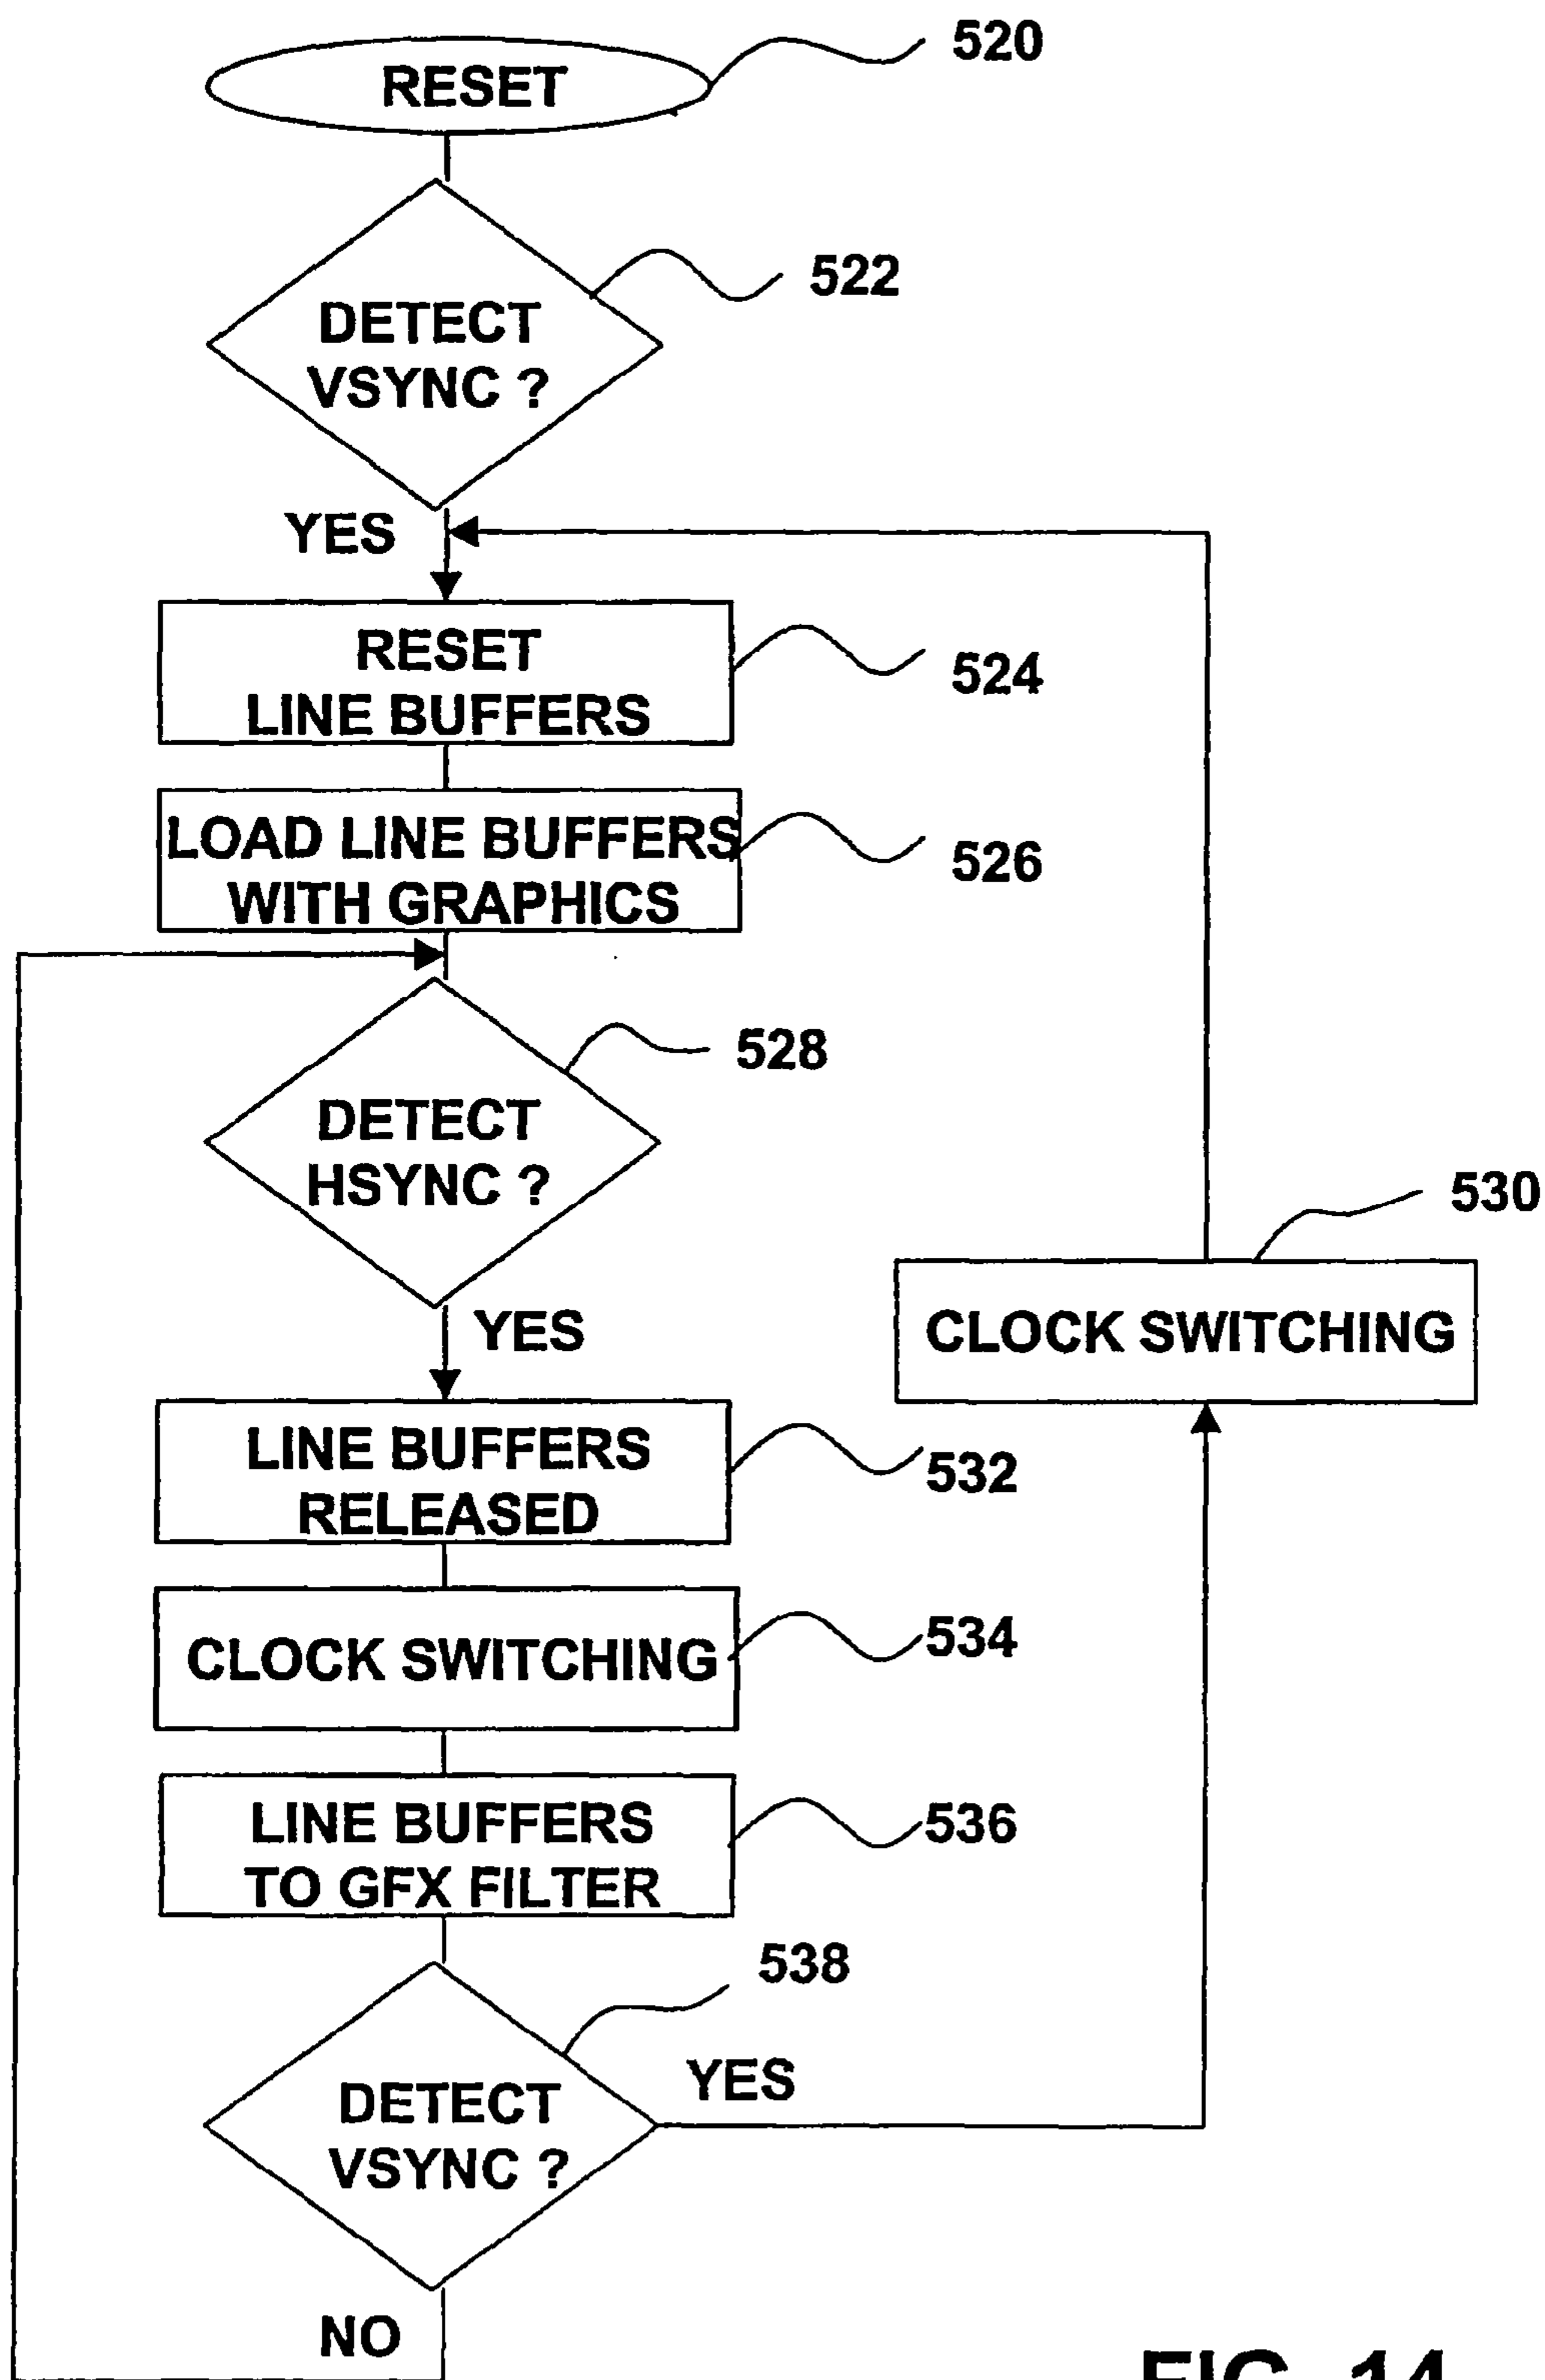 520
RESET
522
DETECT
VSYNC ?
YES
RESET
LINE BUFFERS
524
LOAD LINE BUFFERS
WITH GRAPHICS
526
528
DETECT
HSYNC ?
530
YES
CLOCK SWITCHING
LINE BUFFERS
RELEASED
532
CLOCK SWITCHING
534
LINE BUFFERS
TO GFX FILTER
536
538
YES
DETECT
VSYNC ?
NO
FIG. 14